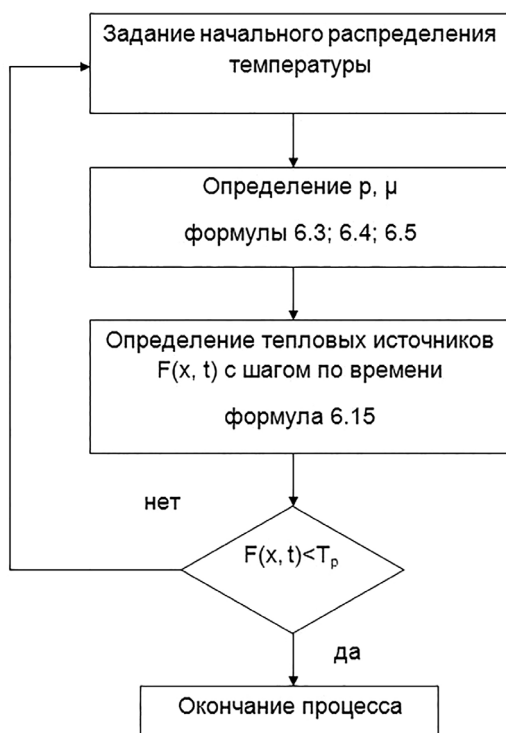 Задание начального распределения
температуры
Определение р, μ
формулы 6.3; 6.4; 6.5
Определение тепловых источников
F(x, t) с шагом по времени
формула 6.15
нет
F(x, t)<Tₚ
да
Окончание процесса